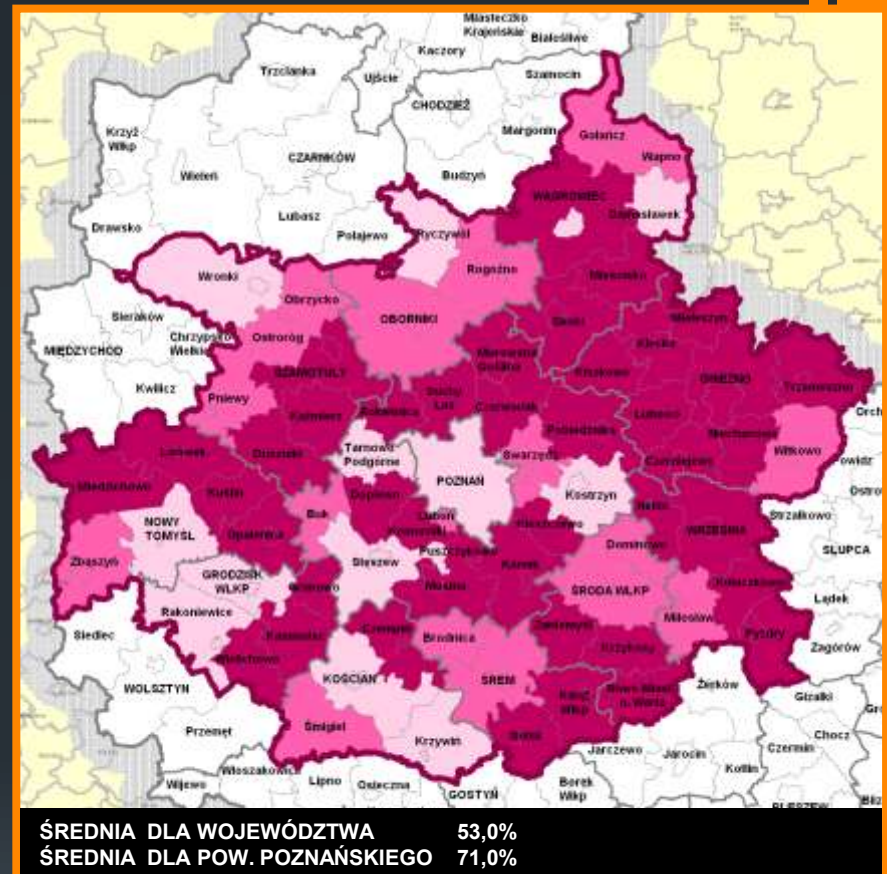 Miasteczko
Krajeńskie
Białośliwe
Kaczory
Trzcianka
Ujście
Szamocin
CHODZIEŻ
Gołańcz
Margonin
Krzyż
Wlkp
Wapno
CZARNKÓW
Wieleń
Budzyń
WĄGROWIEC
Damasławek
Lubasz
Drawsko
Połajewo
Ryczywół
Rogoźno
Wronki
Mieścisko
Obrzycko
Sieraków
OBORNIKI
Skoki
Mieleszyn
Ostroróg
Chrzypsko
Wielkie
MIĘDZYCHÓD
Murowana
Goślina
Kłecko
Kiszkowo
SZAMOTUŁY
GNIEZNO
Trzemeszno
Kwilicz
Pniewy
Suchy
Las
Kaźmierz
Rokietnica
Czerwonak
Łubowo
Pobiedziska
Niechanowo
Duszniki
Tarnowo
Podgórne
Swarzędz
Witkowo
Lwówek
Czerniejewo
POZNAŃ
Miedzichowo
Kuślin
Dopiewo
Kostrzyn
Nekla
NOWY
TOMYŚL
Buk
Luboń
Komorniki
Kleszczewo
WRZEŚNIA
Strzałkowo
Opalenica
Dominowo
SŁUPCA
Zbąszyń
Stęszew
Puszczykowo
Kórnik
GRODZISK
WLKP
Granowo
Mosina
ŚRODA WLKP
Kołaczkowo
Lądek
Rakoniewice
Miłosław
Siedlec
Kamieniec
Czempiń
Brodnica
Zaniemyśl
Pyzdry
Zagórów
Wielichowo
Krzykosy
KOŚCIAN
WOLSZTYN
ŚREM
Książ
Wlkp
Nowe Miasto
n. Wartą
Żerków
Gizałki
Przemęt
Śmigiel
Krzywiń
Dolsk
Chocz
Jaraczewo
Jarocin
Czermin
Włoszakowice
Kotlin
Wijewo
Lipno
Osieczna
GOSTYŃ
Borek
Wlkp
ŚREDNIA DLA WOJEWÓDZTWA 53,0%
ŚREDNIA DLA POW. POZNAŃSKIEGO 71,0%